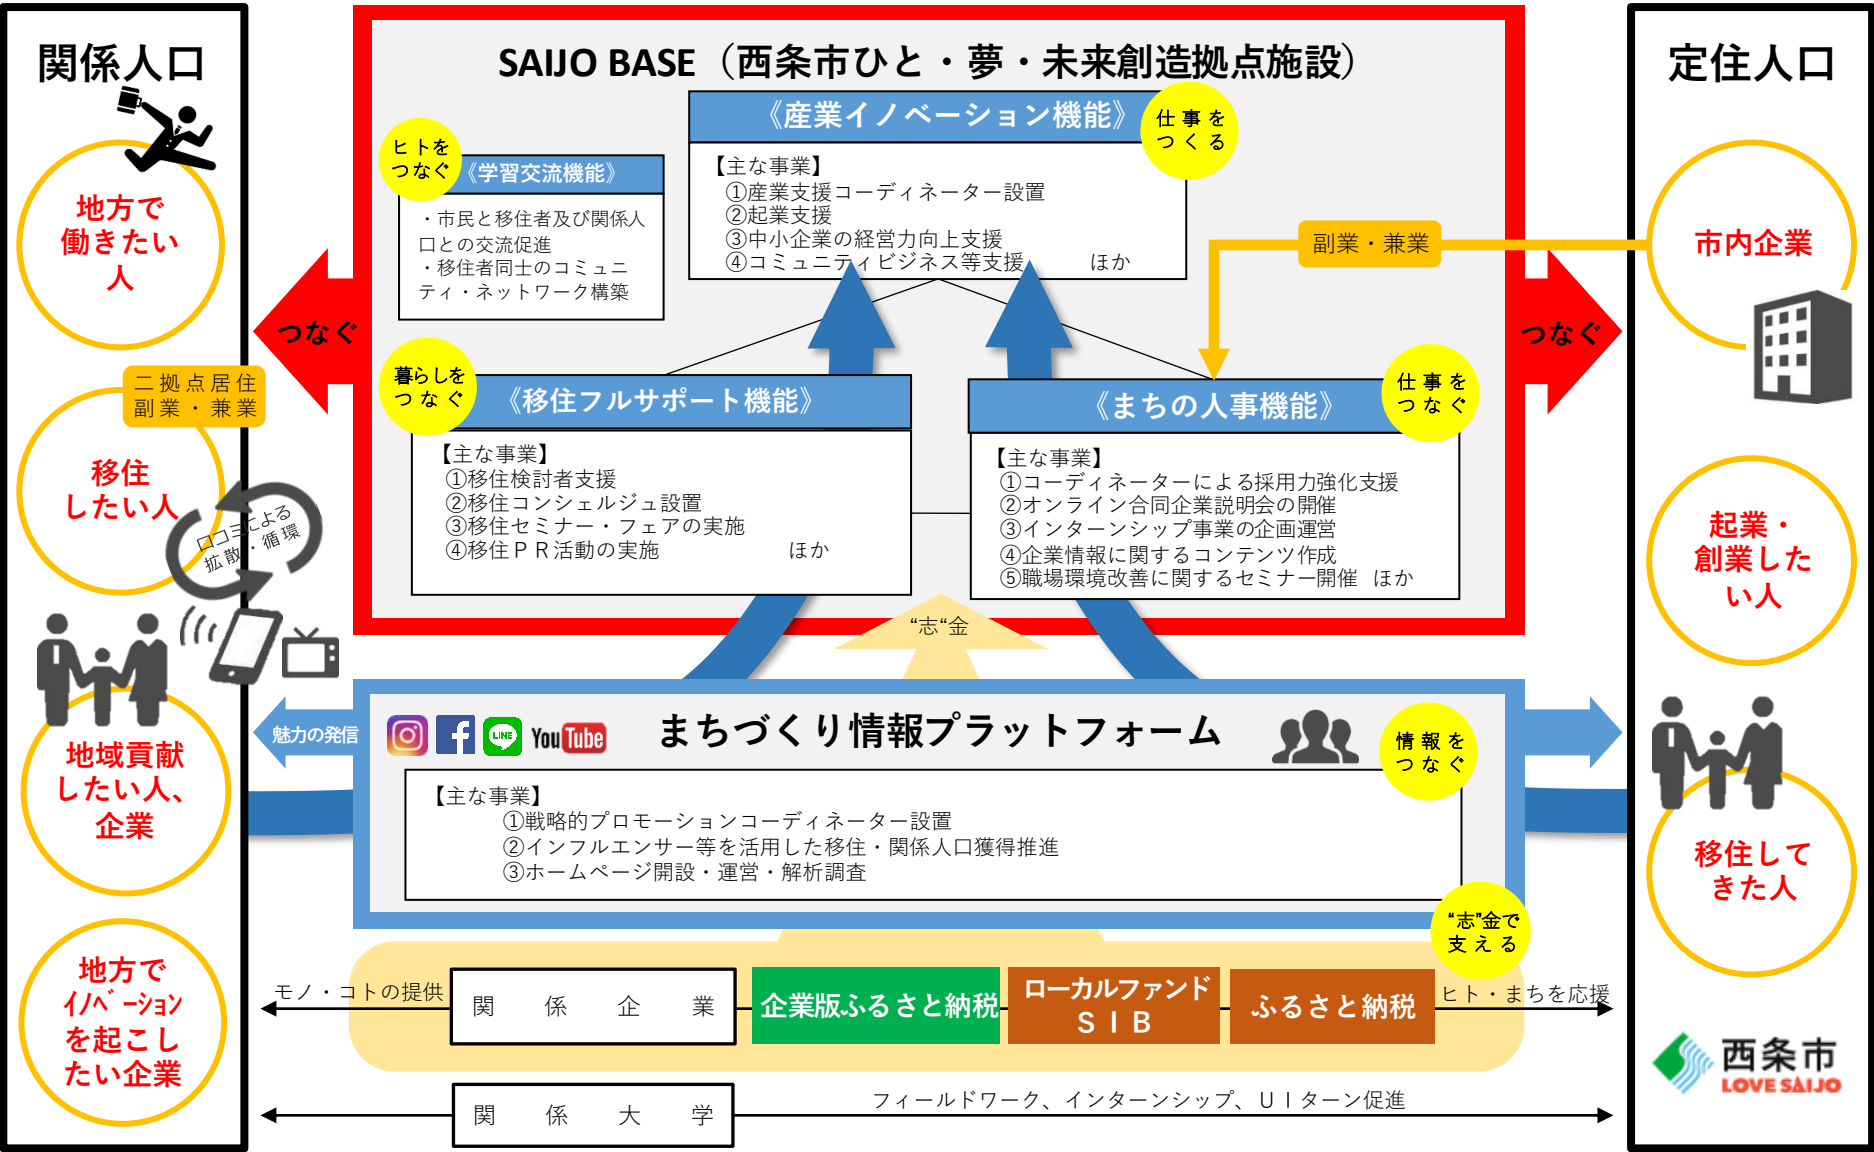 関係人口
地方で
働きたい
人
二拠点居住
副業・兼業
移住
したい人
口コミによる
拡散・循環
地域貢献
したい人、
企業
地方で
ｲﾉﾍﾞｰｼｮﾝ
を起こし
たい企業
つなぐ
魅力の発信
SAIJO BASE（西条市ひと・夢・未来創造拠点施設）
ヒトを
つなぐ
《学習交流機能》
・市民と移住者及び関係人
口との交流促進
・移住者同士のコミュニ
ティ・ネットワーク構築
《産業イノベーション機能》
仕事を
つくる
【主な事業】
①産業支援コーディネーター設置
②起業支援
③中小企業の経営力向上支援
④コミュニティビジネス等支援　ほか
副業・兼業
暮らしを
つなぐ
《移住フルサポート機能》
【主な事業】
①移住検討者支援
②移住コンシェルジュ設置
③移住セミナー・フェアの実施
④移住ＰＲ活動の実施　ほか
《まちの人事機能》
仕事を
つなぐ
【主な事業】
①コーディネーターによる採用力強化支援
②オンライン合同企業説明会の開催
③インターンシップ事業の企画運営
④企業情報に関するコンテンツ作成
⑤職場環境改善に関するセミナー開催　ほか
“志“金
LINE
YouTube
まちづくり情報プラットフォーム
情報を
つなぐ
【主な事業】
①戦略的プロモーションコーディネーター設置
②インフルエンサー等を活用した移住・関係人口獲得推進
③ホームページ開設・運営・解析調査
“志”金で
支える
モノ・コトの提供
関係企業
企業版ふるさと納税
ローカルファンド
ＳＩＢ
ふるさと納税
ヒト・まちを応援
関係大学
フィールドワーク、インターンシップ、ＵＩターン促進
つなぐ
定住人口
市内企業
起業・
創業した
い人
移住して
きた人
西条市
LOVE SAIJO